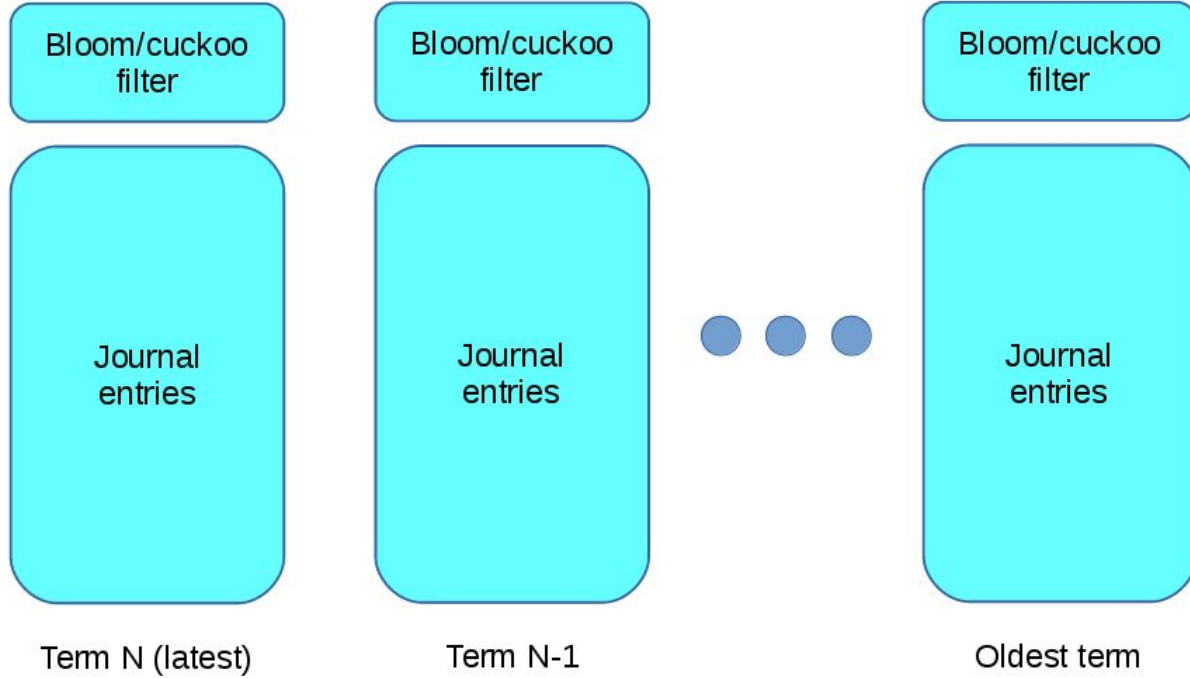 Bloom/cuckoo
filter
Bloom/cuckoo
filter
Bloom/cuckoo
filter
Journal
entries
Journal
entries
Journal
entries
Term N (latest)
Term N-1
Oldest term